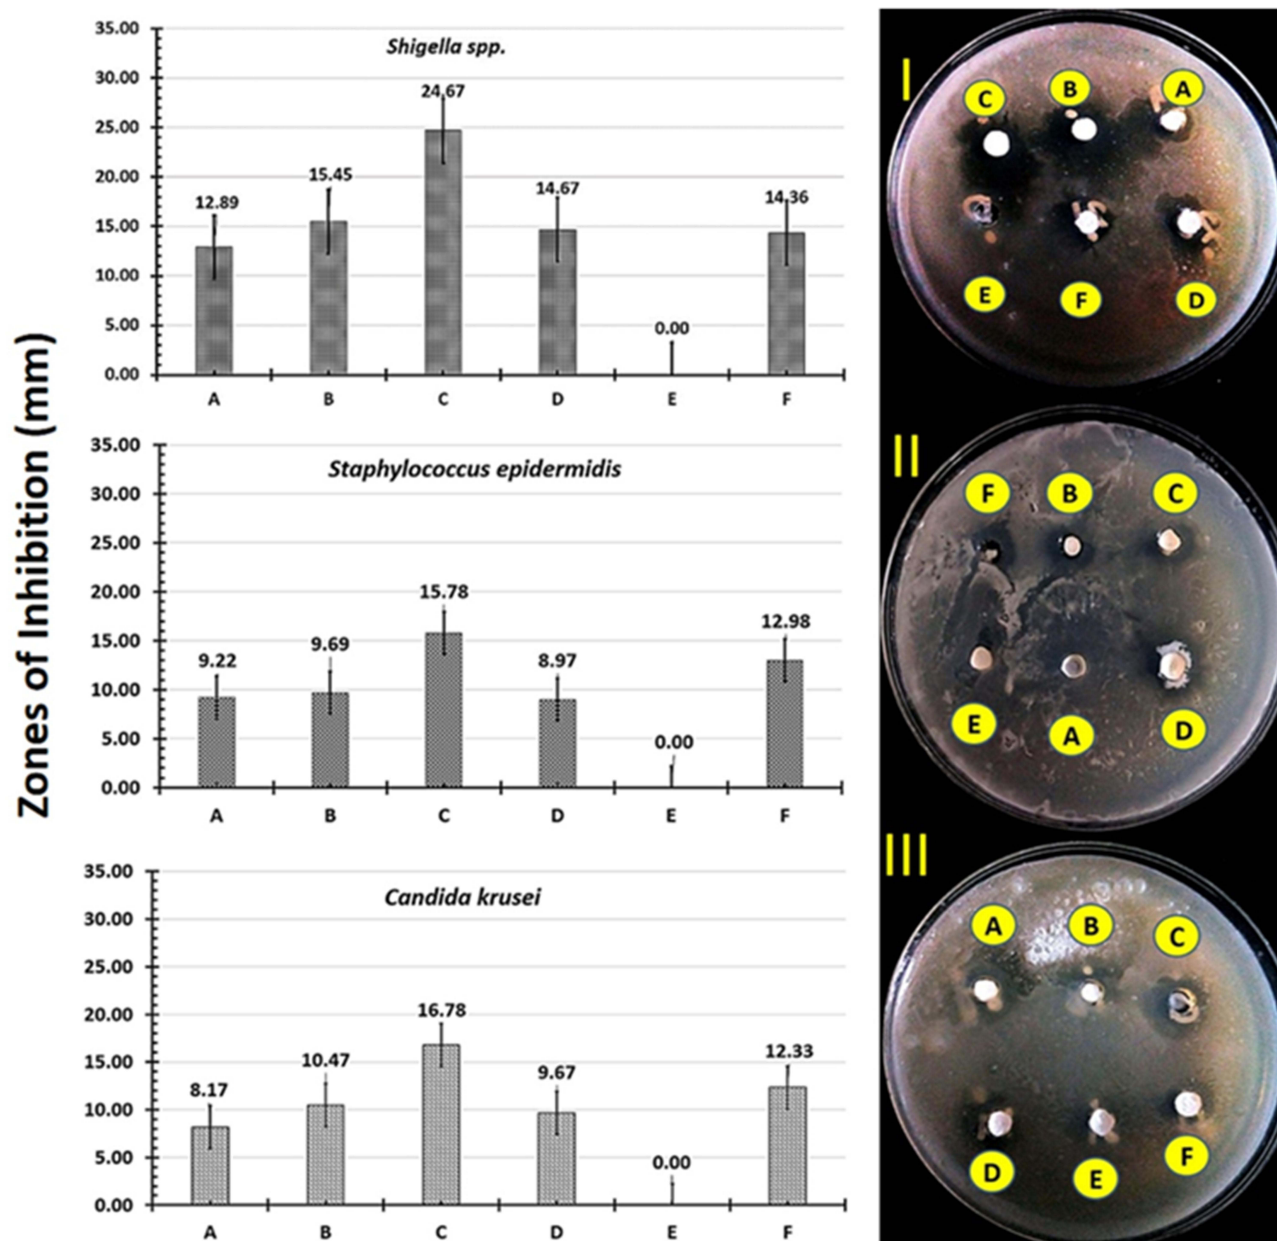 Zones of Inhibition (mm)
Shigella spp.
35.00
30.00
25.00
20.00
15.00
10.00
5.00
0.00
12.89
15.45
24.67
14.67
0.00
14.36
A B C D E F
Staphylococcus epidermidis
35.00
30.00
25.00
20.00
15.00
10.00
5.00
0.00
9.22
9.69
15.78
8.97
0.00
12.98
A B C D E F
Candida krusei
35.00
30.00
25.00
20.00
15.00
10.00
5.00
0.00
8.17
10.47
16.78
9.67
0.00
12.33
A B C D E F
I
C B A
E F D
II
F B C
E A D
III
A B C
D E F